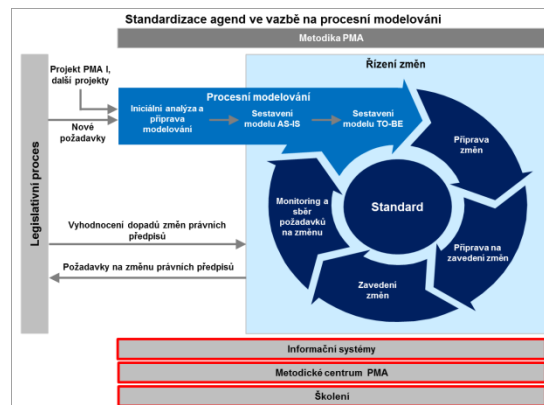 Standardizace agend ve vazbě na procesní modelování
Metodika PMA
Projekt PMA I,
další projekty
Nové
požadavky
Legislativní proces
Procesní modelování
Iniciální analýza a
příprava
modelování
Sestavení
modelu AS-IS
Sestavení
modelu TO-BE
Řízení změn
Příprava
změn
Příprava na
zavedení změn
Zavedení
změn
Monitoring a
sběr
požadavků
na změnu
Standard
Vyhodnocení dopadů změn právních
předpisů
Požadavky na změnu právních předpisů
Informační systémy
Metodické centrum PMA
Školení